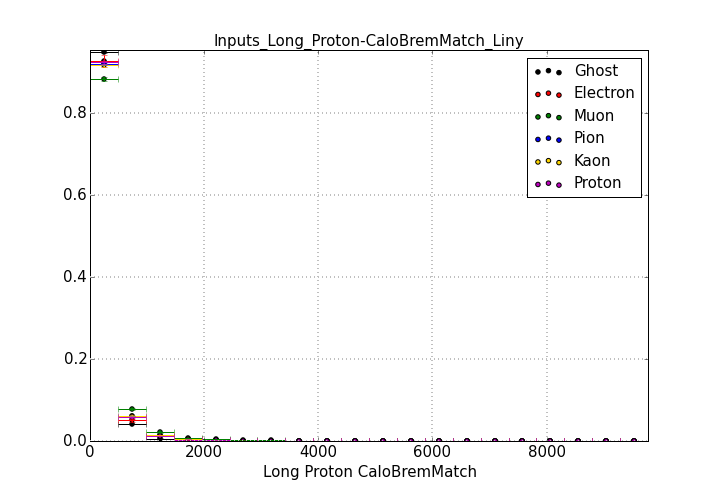 Inputs_Long_Proton-CaloBremMatch_Liny
Ghost
Electron
Muon
Pion
Kaon
Proton
0.8
0.6
0.4
0.2
0.0
0 2000 4000 6000 8000
Long Proton CaloBremMatch